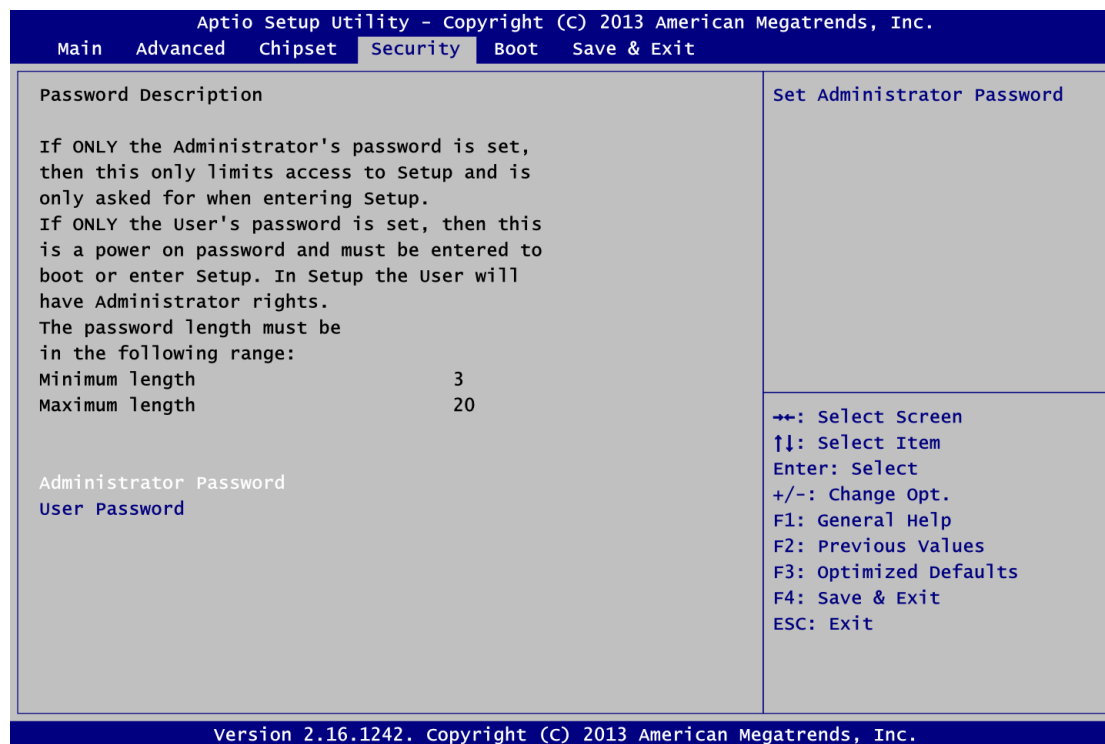 Aptio Setup Utility - Copyright (C) 2013 American Megatrends, Inc.
Main Advanced Chipset Security Boot Save & Exit
Password Description
If ONLY the Administrator's password is set,
then this only limits access to Setup and is
only asked for when entering Setup.
If ONLY the User's password is set, then this
is a power on password and must be entered to
boot or enter Setup. In Setup the User will
have Administrator rights.
The password length must be
in the following range:
Minimum length 3
Maximum length 20
Administrator Password
User Password
Set Administrator Password
→←: Select Screen
↑↓: Select Item
Enter: Select
+/-: Change Opt.
F1: General Help
F2: Previous Values
F3: Optimized Defaults
F4: Save & Exit
ESC: Exit
Version 2.16.1242. Copyright (C) 2013 American Megatrends, Inc.